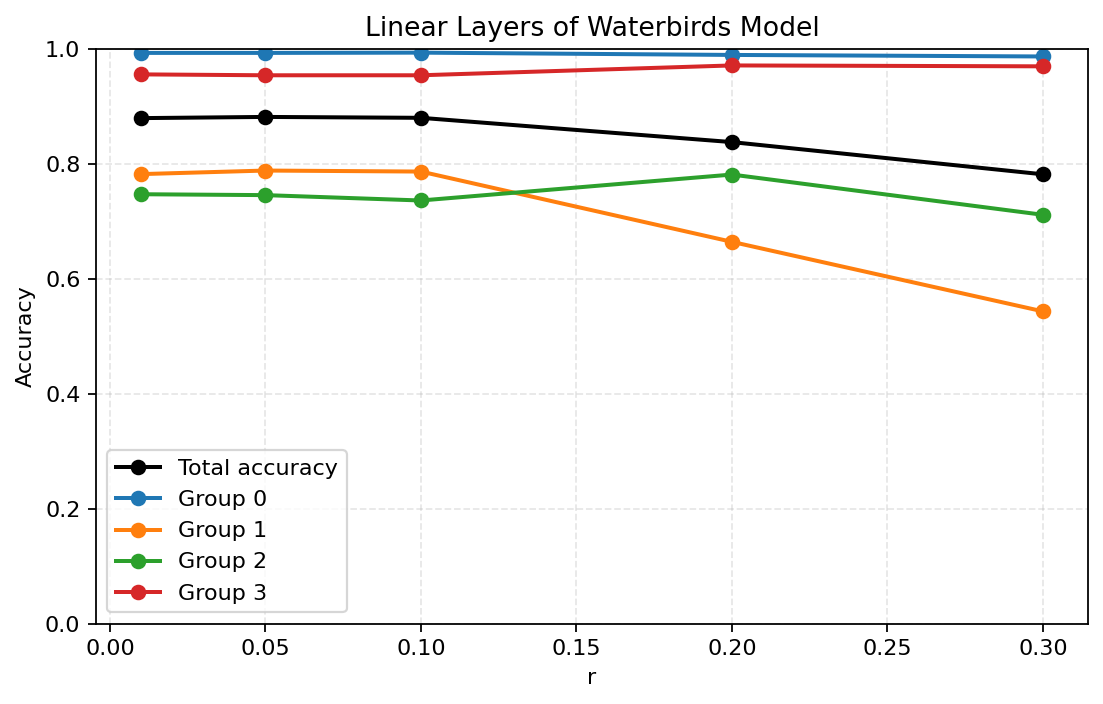 Linear Layers of Waterbirds Model
1.0
0.8
0.6
0.4
0.2
0.0
Accuracy
Total accuracy
Group 0
Group 1
Group 2
Group 3
0.00 0.05 0.10 0.15 0.20 0.25 0.30
r